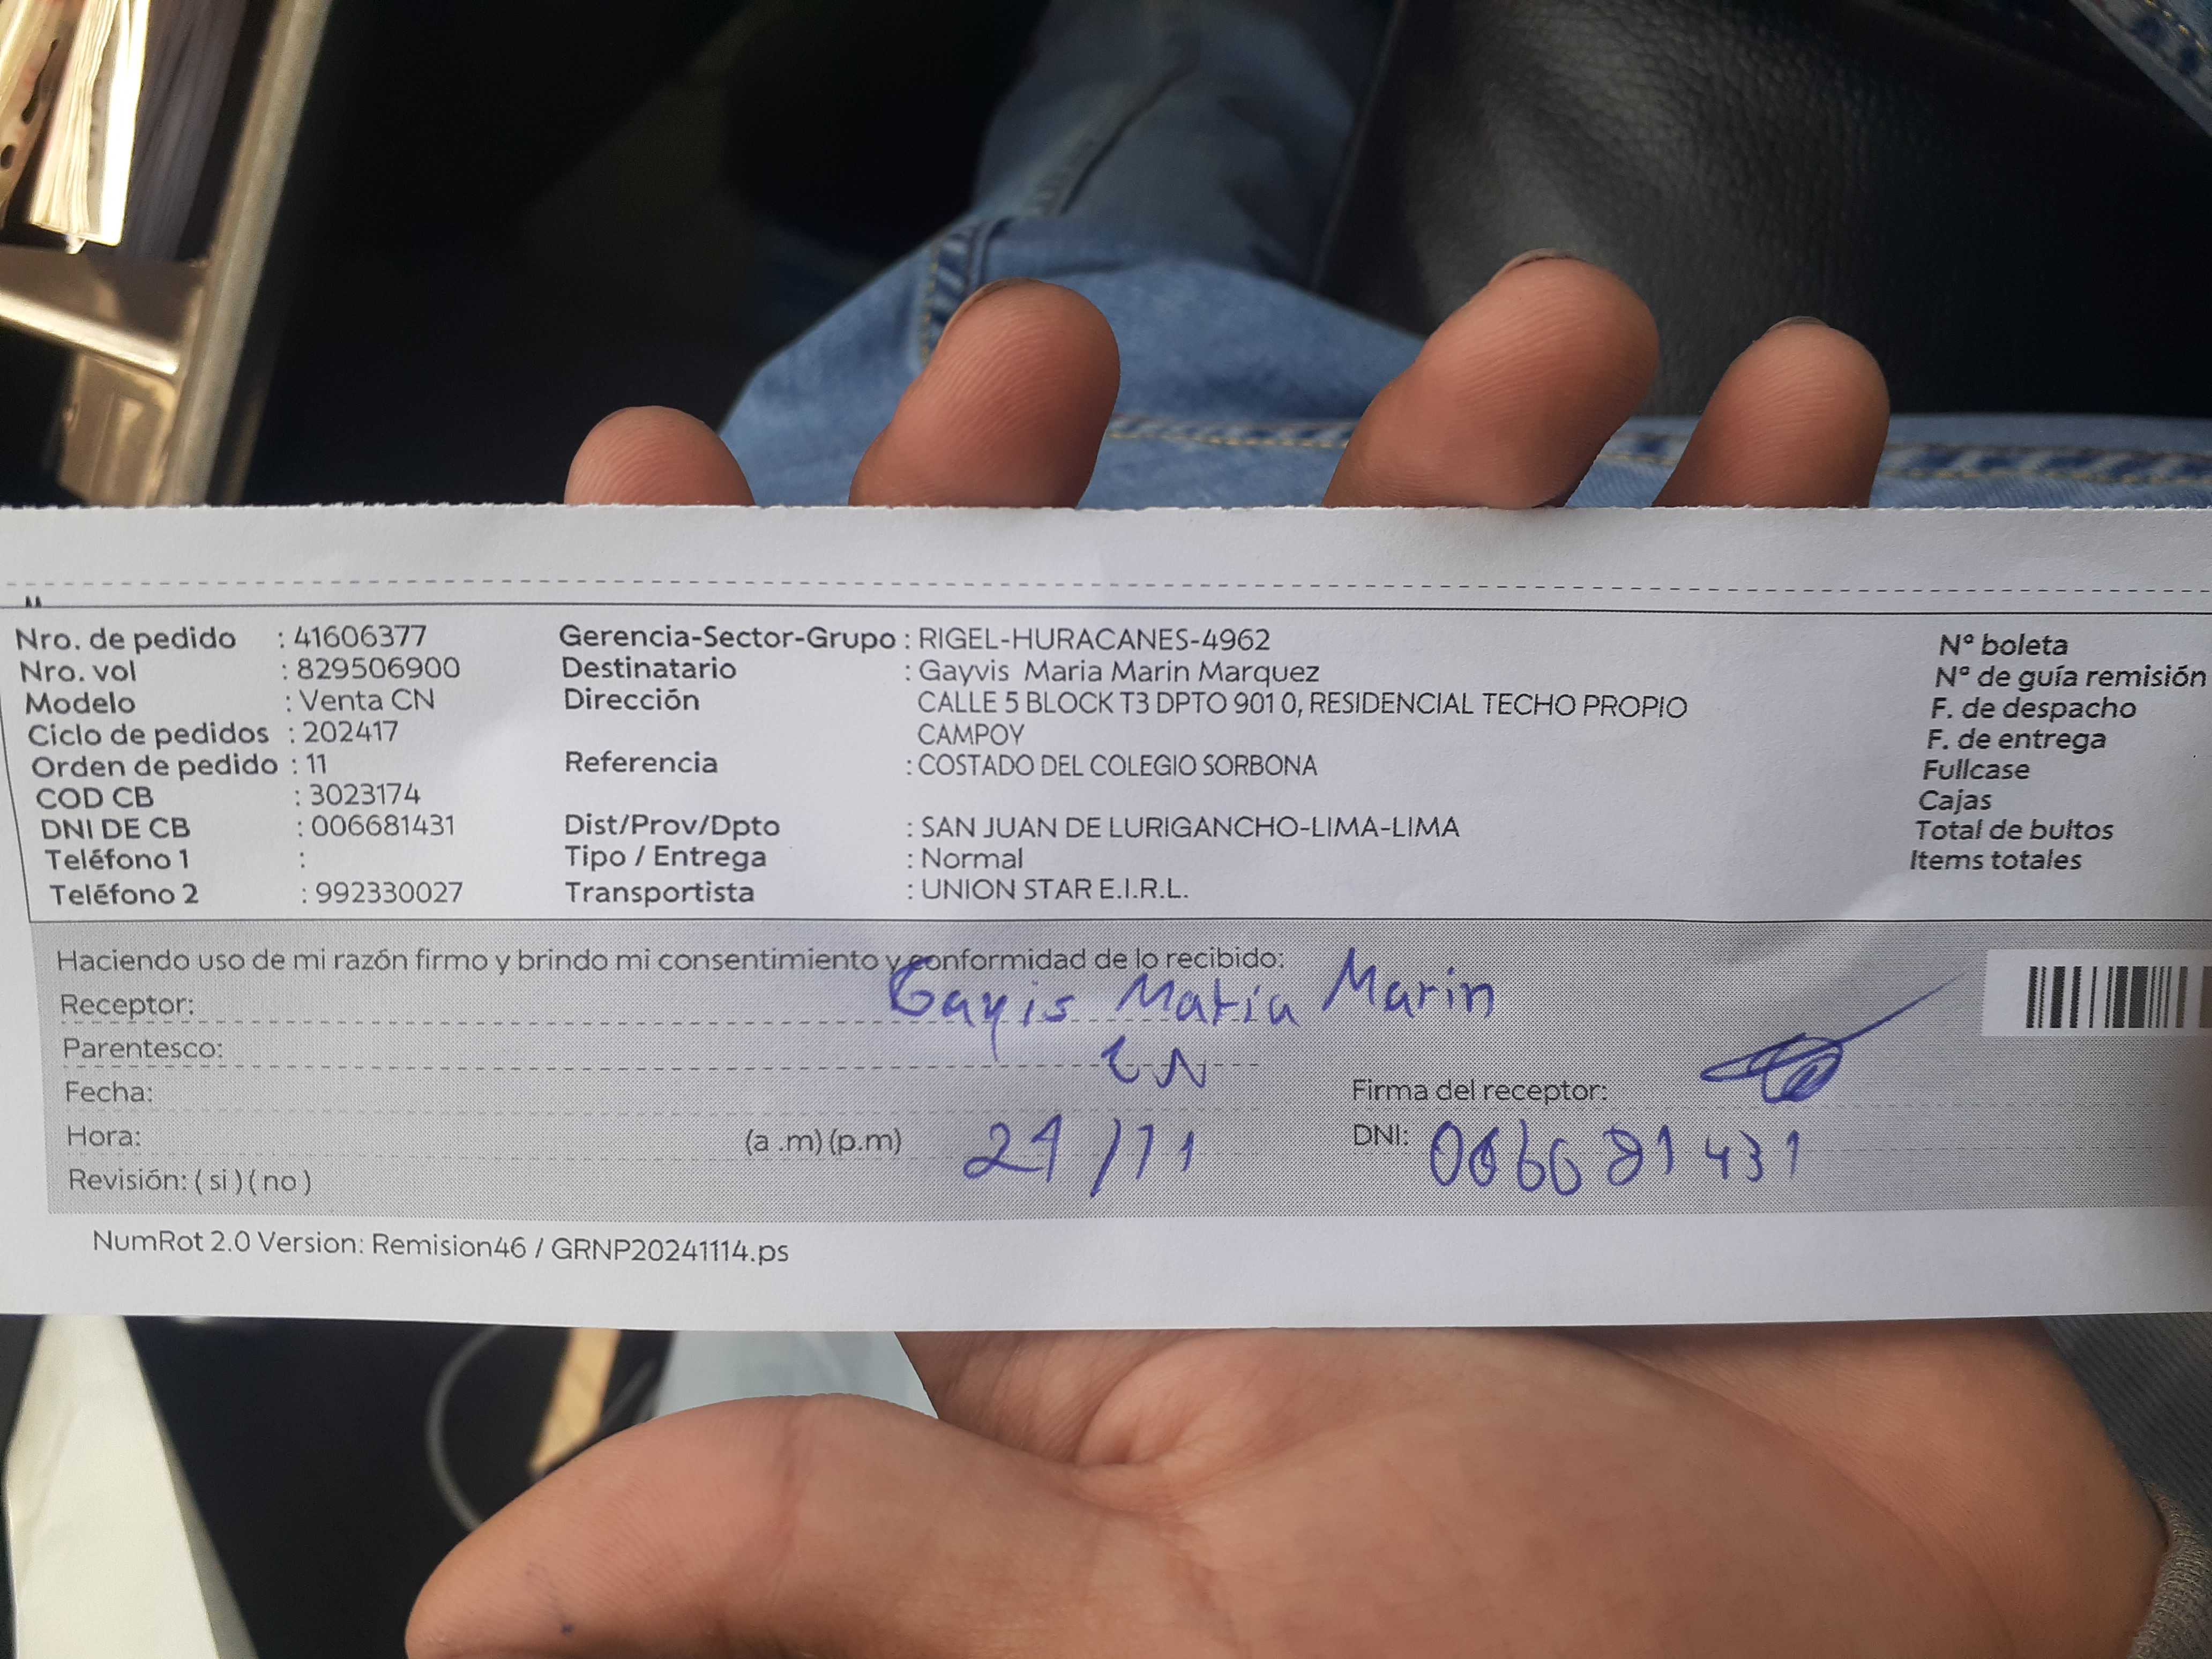 Nro. de pedido : 41606377 Gerencia-Sector-Grupo : RIGEL-HURACANES-4962 N° boleta
Nro. vol : 829506900 Destinatario : Gayvis Maria Marin Marquez N° de guía remisión
Modelo : Venta CN Dirección CALLE 5 BLOCK T3 DPTO 901 0, RESIDENCIAL TECHO PROPIO F. de despacho
Ciclo de pedidos : 202417 CAMPOY F. de entrega
Orden de pedido : 11 Referencia : COSTADO DEL COLEGIO SORBONA Fullcase
COD CB : 3023174 Cajas
DNI DE CB : 006681431 Dist/Prov/Dpto : SAN JUAN DE LURIGANCHO-LIMA-LIMA Total de bultos
Teléfono 1 : Tipo / Entrega : Normal Items totales
Teléfono 2 : 992330027 Transportista : UNION STAR E.I.R.L.
Haciendo uso de mi razón firmo y brindo mi consentimiento y conformidad de lo recibido:
Receptor: Gayis Maria Marin
Parentesco: CN
Fecha: Firma del receptor:
Hora: (a .m) (p.m) 21/11 DNI: 006681431
Revisión: ( si ) ( no )
NumRot 2.0 Version: Remision46 / GRNP20241114.ps